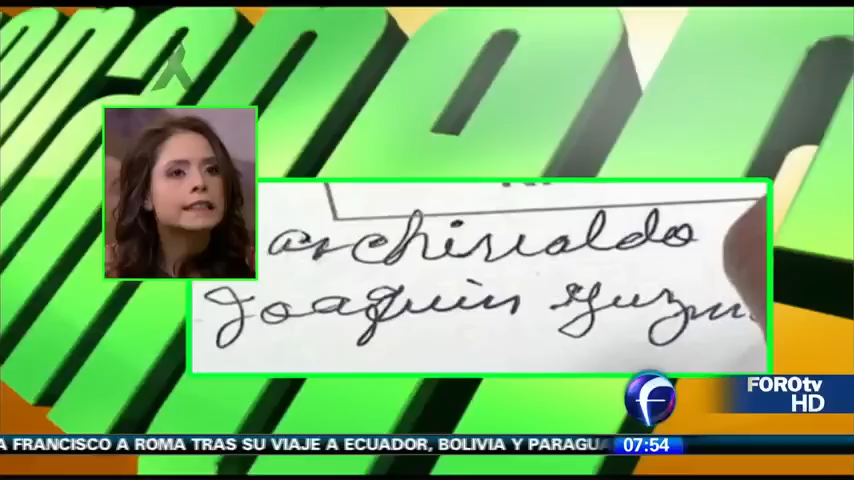 archivaldo
Joaquin Guzm
FOROtv
HD
A FRANCISCO A ROMA TRAS SU VIAJE A ECUADOR, BOLIVIA Y PARAGUA
07:54